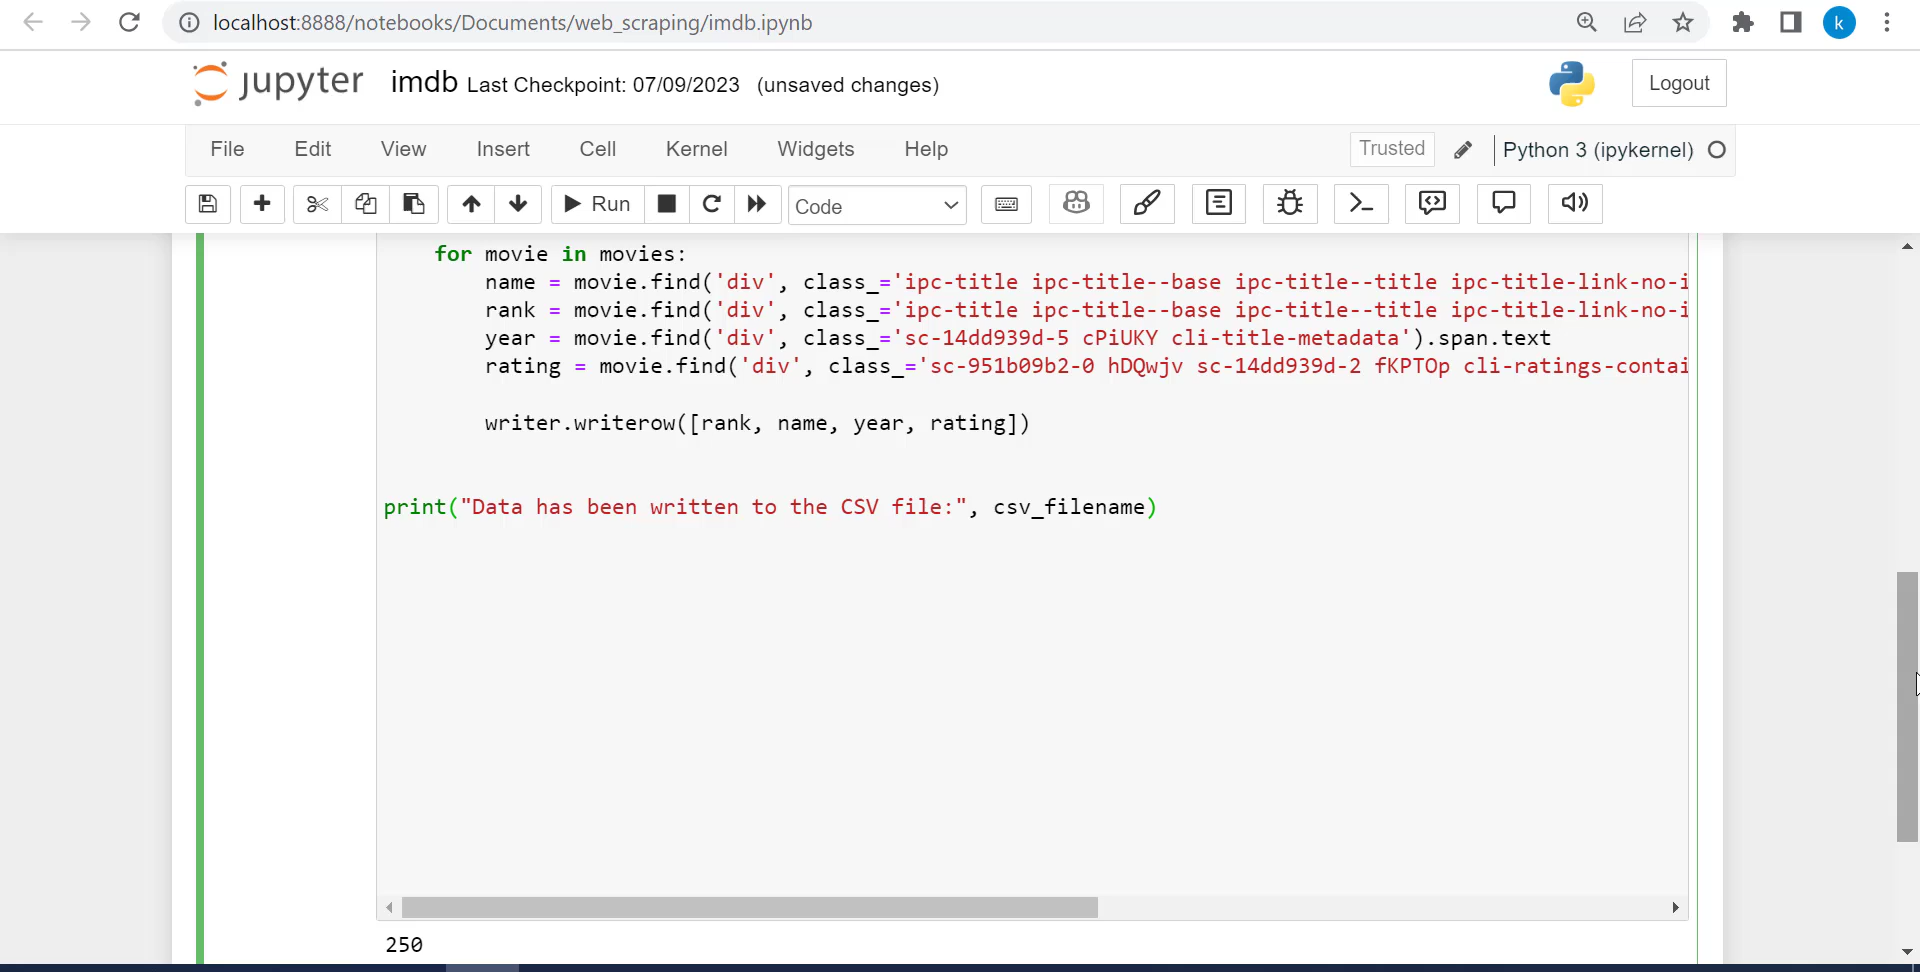 localhost:8888/notebooks/Documents/web_scraping/imdb.ipynb
k
jupyter imdb Last Checkpoint: 07/09/2023 (unsaved changes)
Logout
File Edit View Insert Cell Kernel Widgets Help
Trusted Python 3 (ipykernel)
Run Code
for movie in movies:
name = movie.find('div', class_='ipc-title ipc-title--base ipc-title--title ipc-title-link-no-i
rank = movie.find('div', class_='ipc-title ipc-title--base ipc-title--title ipc-title-link-no-i
year = movie.find('div', class_='sc-14dd939d-5 cPiUKY cli-title-metadata').span.text
rating = movie.find('div', class_='sc-951b09b2-0 hDQwjv sc-14dd939d-2 fKPTOp cli-ratings-contai
writer.writerow([rank, name, year, rating])
print("Data has been written to the CSV file:", csv_filename)
250